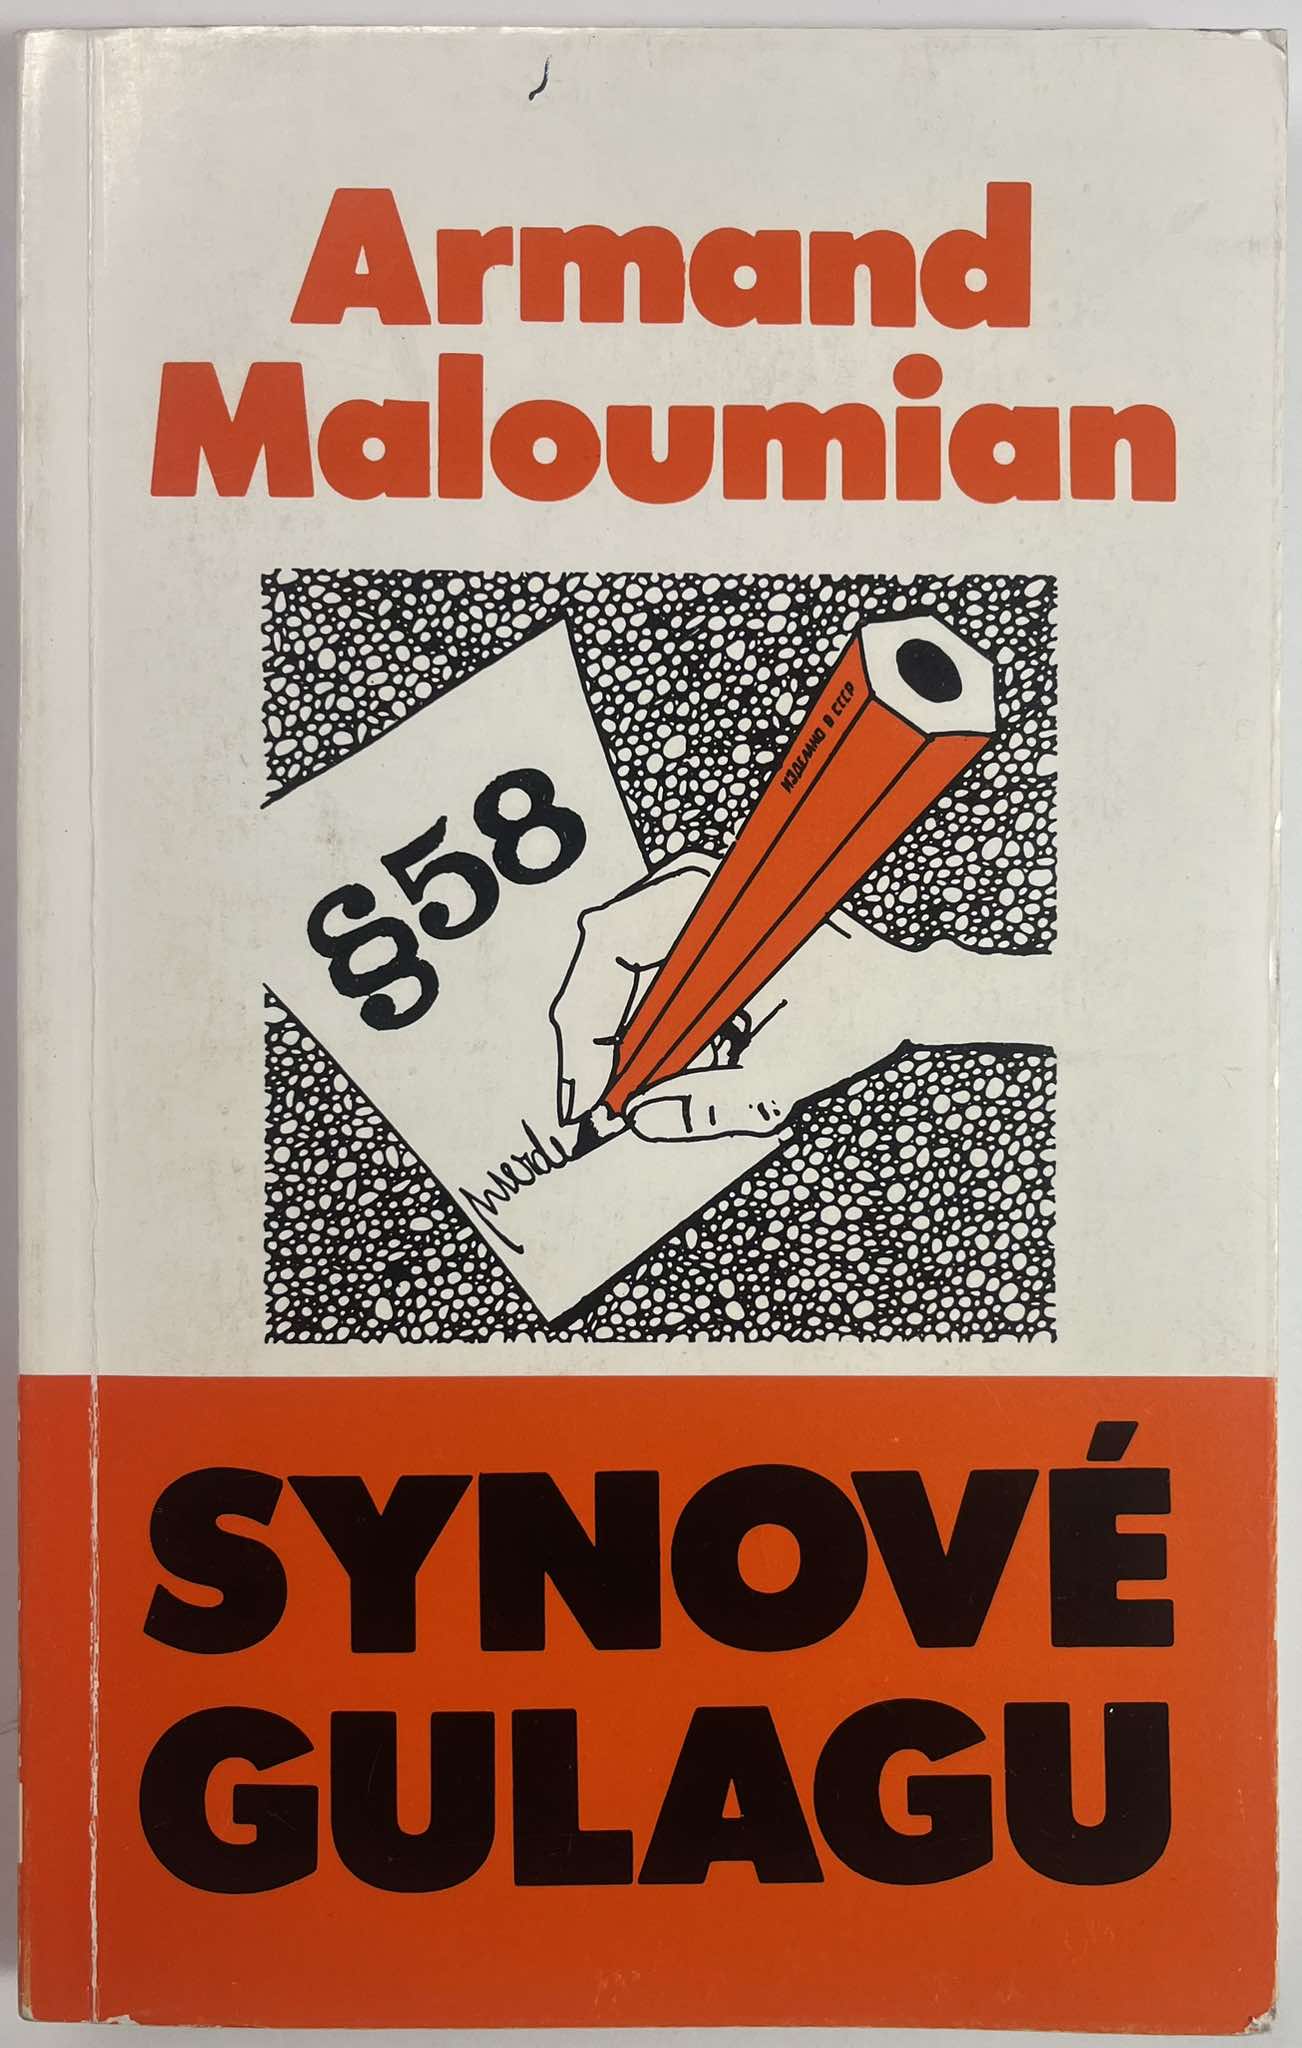 Armand
Maloumian
ИЗДЕЛАНО В СССР
§58
merde
SYNOVÉ
GULAGU